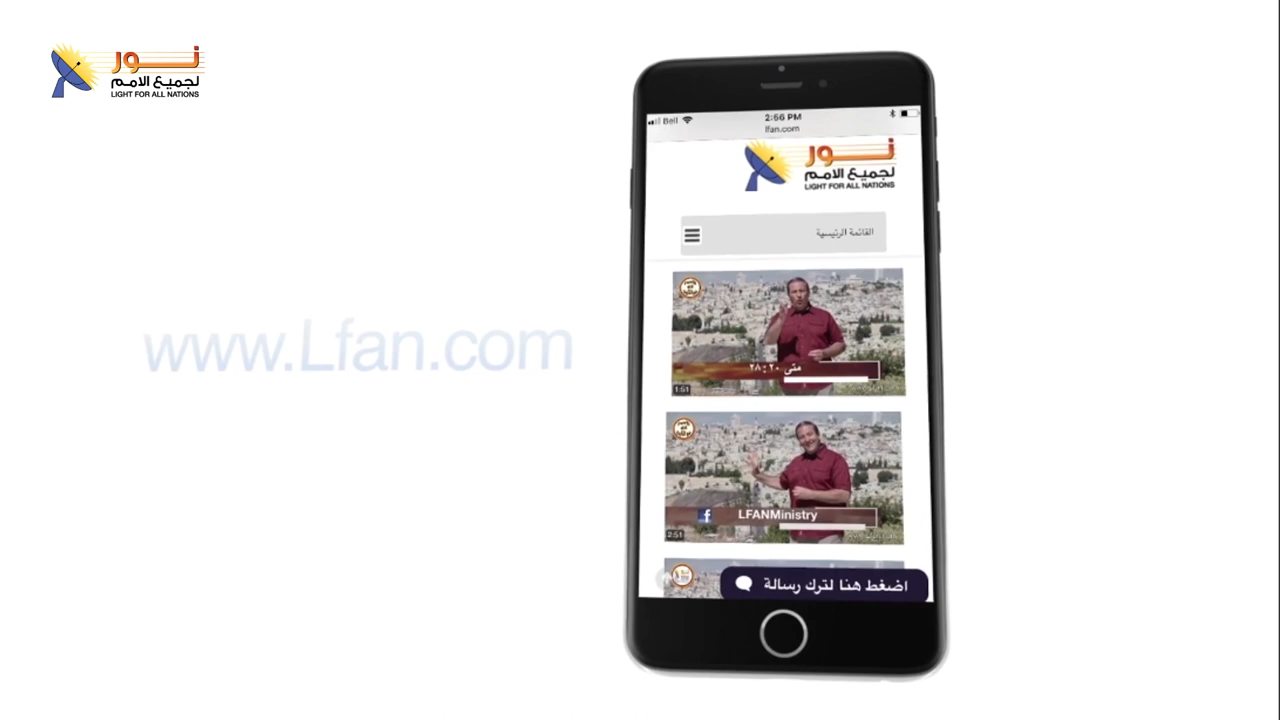 نور
لجميع الامم
LIGHT FOR ALL NATIONS
www.Lfan.com
Bell
2:56 PM
lfan.com
نور
لجميع الامم
LIGHT FOR ALL NATIONS
القائمة الرئيسية
متى ٢٠ : ٢٨
1:51
LFANMinistry
2:51
اضغط هنا لترك رسالة